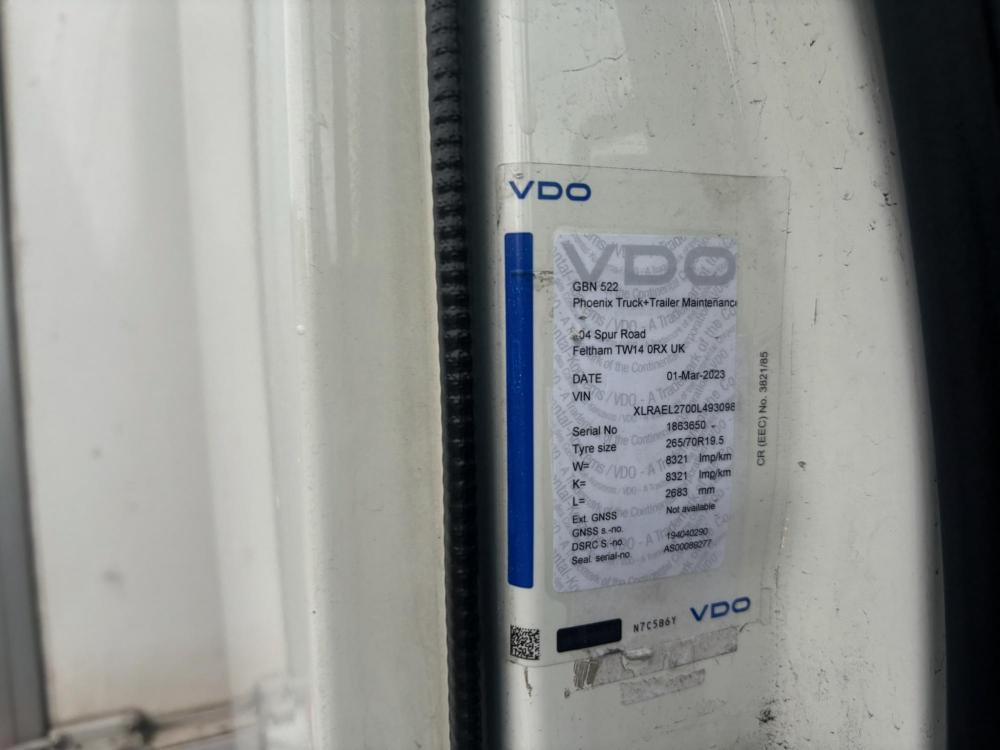 VDO
VDO
GBN 522
Phoenix Truck+Trailer Maintenance
04 Spur Road
Feltham TW14 0RX UK
DATE 01-Mar-2023
VIN
XLRAEL2700L493098
Serial No 1863650
Tyre size 265/70R19.5
W= 8321 Imp/km
K= 8321 Imp/km
L= 2683 mm
Ext. GNSS Not available
GNSS s.-no.
DSRC S.-no. 194040290
Seal. serial-no. AS00089277
CR (EEC) No. 3821/85
N7C586Y
VDO